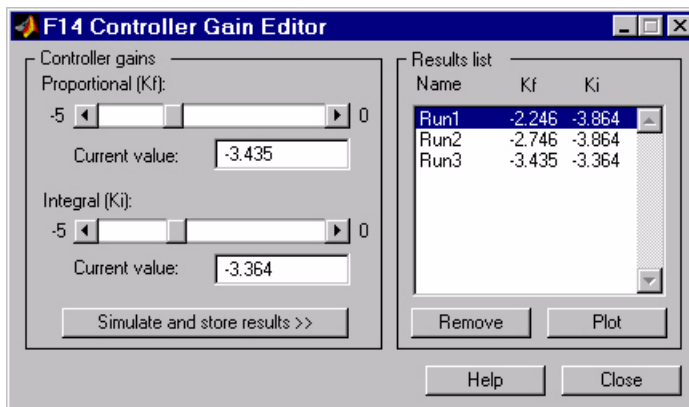 F14 Controller Gain Editor
Controller gains
Proportional (Kf):
-5 0
Current value: -3.435
Integral (Ki):
-5 0
Current value: -3.364
Simulate and store results >>
Results list
Name Kf Ki
Run1 -2.246 -3.864
Run2 -2.746 -3.864
Run3 -3.435 -3.364
Remove Plot
Help Close